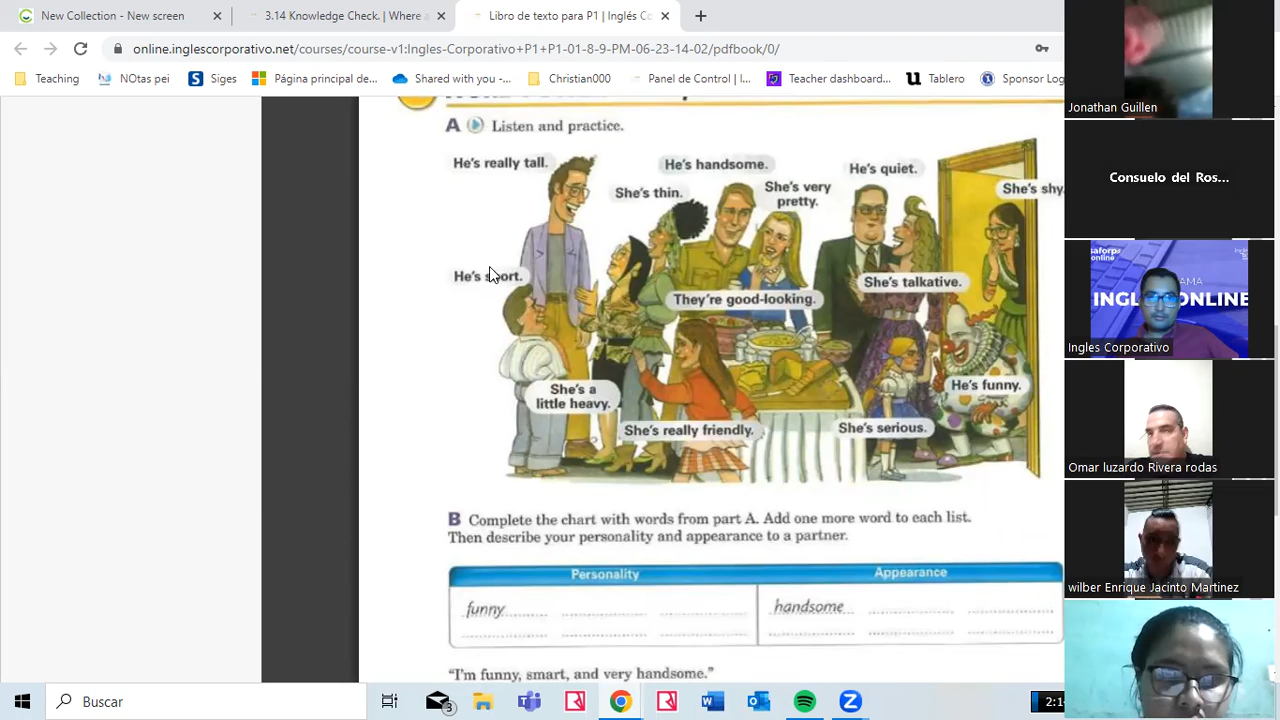 New Collection - New screen
3.14 Knowledge Check. | Where a
Libro de texto para P1 | Inglés Co
online.inglescorporativo.net/courses/course-v1:Ingles-Corporativo+P1+P1-01-8-9-PM-06-23-14-02/pdfbook/0/
Teaching
NOtas pei
Siges
Página principal de...
Shared with you -...
Christian000
Panel de Control | I...
Teacher dashboard...
Tablero
Sponsor Log
A Listen and practice.
He's really tall.
He's handsome.
He's quiet.
She's thin.
She's very
pretty.
She's shy.
He's short.
They're good-looking.
She's talkative.
She's a
little heavy.
He's funny.
She's really friendly.
She's serious.
B Complete the chart with words from part A. Add one more word to each list.
Then describe your personality and appearance to a partner.
Personality
Appearance
funny
handsome
"I'm funny, smart, and very handsome."
Jonathan Guillen
Consuelo del Ros...
INGL
ONLINE
Ingles Corporativo
Omar luzardo Rivera rodas
wilber Enrique Jacinto Martinez
Buscar
3